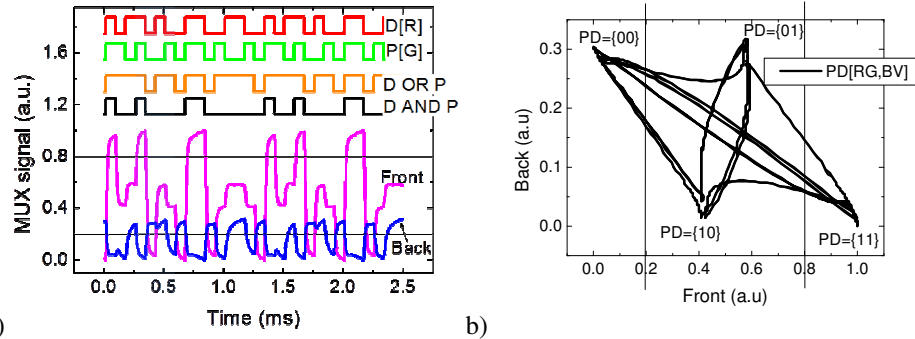 D[R]
P[G]
D OR P
D AND P
Front
Back
1.6
1.2
0.8
0.4
0.0
MUX signal (a.u.)
0.0 0.5 1.0 1.5 2.0 2.5
Time (ms)
)
b)
PD={00}
PD={01}
PD[RG,BV]
PD={10}
PD={11}
0.3
0.2
0.1
0.0
Back (a.u)
0.0 0.2 0.4 0.6 0.8 1.0
Front (a.u)